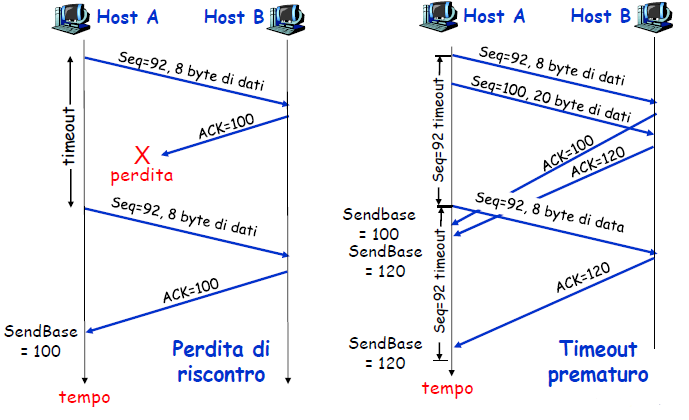 Host A
Host B
Seq=92, 8 byte di dati
timeout
ACK=100
X
perdita
Seq=92, 8 byte di dati
ACK=100
SendBase
= 100
Perdita di
riscontro
tempo
Host A
Host B
Seq=92, 8 byte di dati
Seq=100, 20 byte di dati
Seq=92 timeout
ACK=100
ACK=120
Seq=92, 8 byte di data
Sendbase
= 100
SendBase
= 120
Seq=92 timeout
ACK=120
SendBase
= 120
Timeout
prematuro
tempo